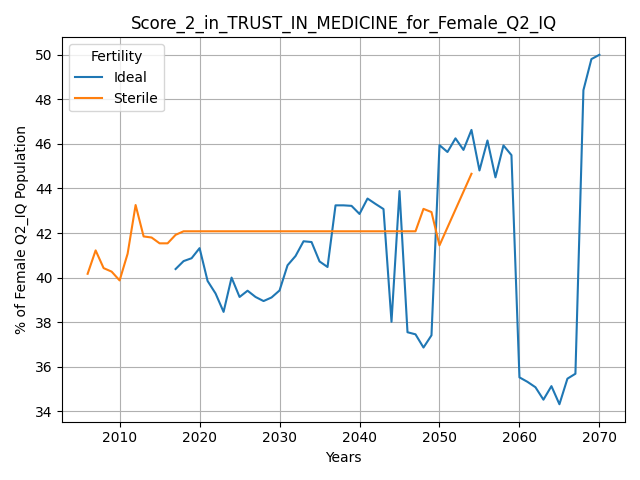 Score_2_in_TRUST_IN_MEDICINE_for_Female_Q2_IQ
Fertility
Ideal
Sterile
% of Female Q2_IQ Population
50
48
46
44
42
40
38
36
34
2010 2020 2030 2040 2050 2060 2070
Years